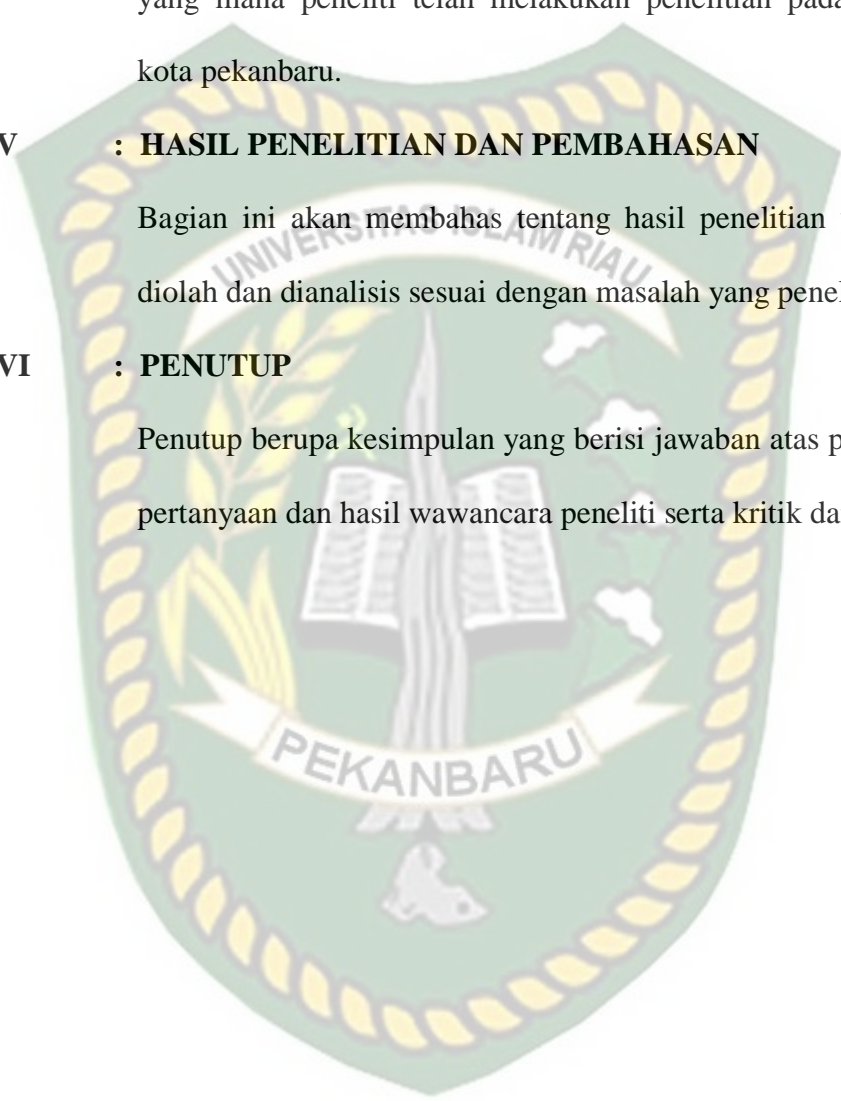 yang mana peneliti telah melakukan penelitian pada
kota pekanbaru.
V : HASIL PENELITIAN DAN PEMBAHASAN
Bagian ini akan membahas tentang hasil penelitian
diolah dan dianalisis sesuai dengan masalah yang
VI : PENUTUP
Penutup berupa kesimpulan yang berisi jawaban atas
pertanyaan dan hasil wawancara peneliti serta kritik
UNIVERSITAS ISLAM RIAU
PEKANBARU